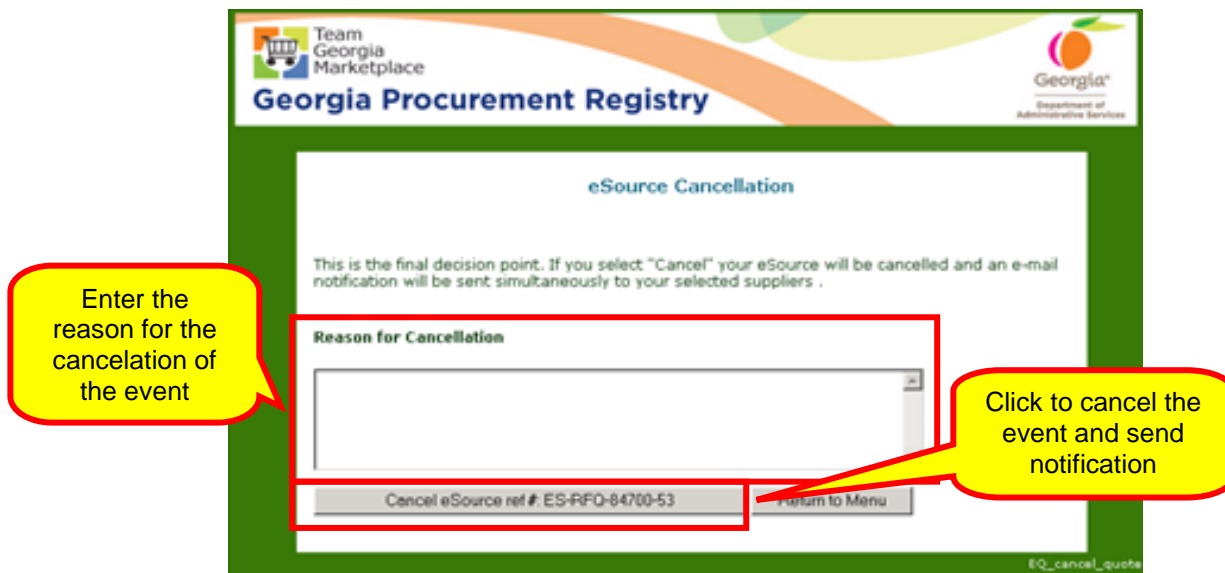 Team
Georgia
Marketplace
Georgia Procurement Registry
Georgia
Department of
Administrative Services
eSource Cancellation
This is the final decision point. If you select "Cancel" your eSource will be cancelled and an e-mail
notification will be sent simultaneously to your selected suppliers .
Enter the
reason for the
cancelation of
the event
Reason for Cancellation
Click to cancel the
event and send
notification
Cancel eSource ref #: ES-RFQ-84700-53
Return to Menu
EQ_cancel_quote